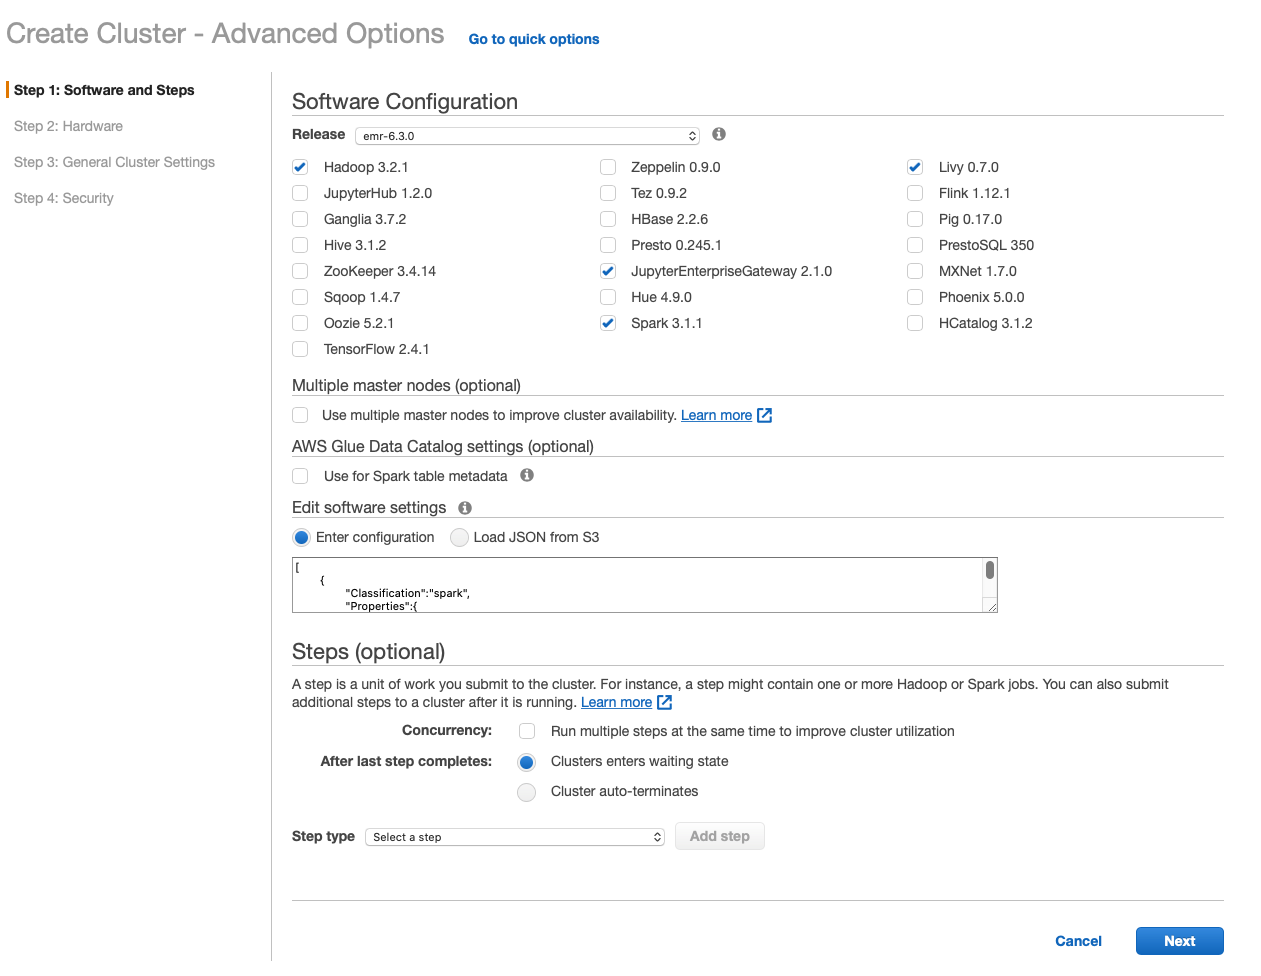 Create Cluster - Advanced Options Go to quick options
Step 1: Software and Steps
Step 2: Hardware
Step 3: General Cluster Settings
Step 4: Security
Software Configuration
Release emr-6.3.0
Hadoop 3.2.1 Zeppelin 0.9.0 Livy 0.7.0
JupyterHub 1.2.0 Tez 0.9.2 Flink 1.12.1
Ganglia 3.7.2 HBase 2.2.6 Pig 0.17.0
Hive 3.1.2 Presto 0.245.1 PrestoSQL 350
ZooKeeper 3.4.14 JupyterEnterpriseGateway 2.1.0 MXNet 1.7.0
Sqoop 1.4.7 Hue 4.9.0 Phoenix 5.0.0
Oozie 5.2.1 Spark 3.1.1 HCatalog 3.1.2
TensorFlow 2.4.1
Multiple master nodes (optional)
Use multiple master nodes to improve cluster availability. Learn more
AWS Glue Data Catalog settings (optional)
Use for Spark table metadata
Edit software settings
Enter configuration Load JSON from S3
[
{
"Classification":"spark",
"Properties":{
Steps (optional)
A step is a unit of work you submit to the cluster. For instance, a step might contain one or more Hadoop or Spark jobs. You can also submit
additional steps to a cluster after it is running. Learn more
Concurrency: Run multiple steps at the same time to improve cluster utilization
After last step completes: Clusters enters waiting state
Cluster auto-terminates
Step type Select a step Add step
Cancel Next